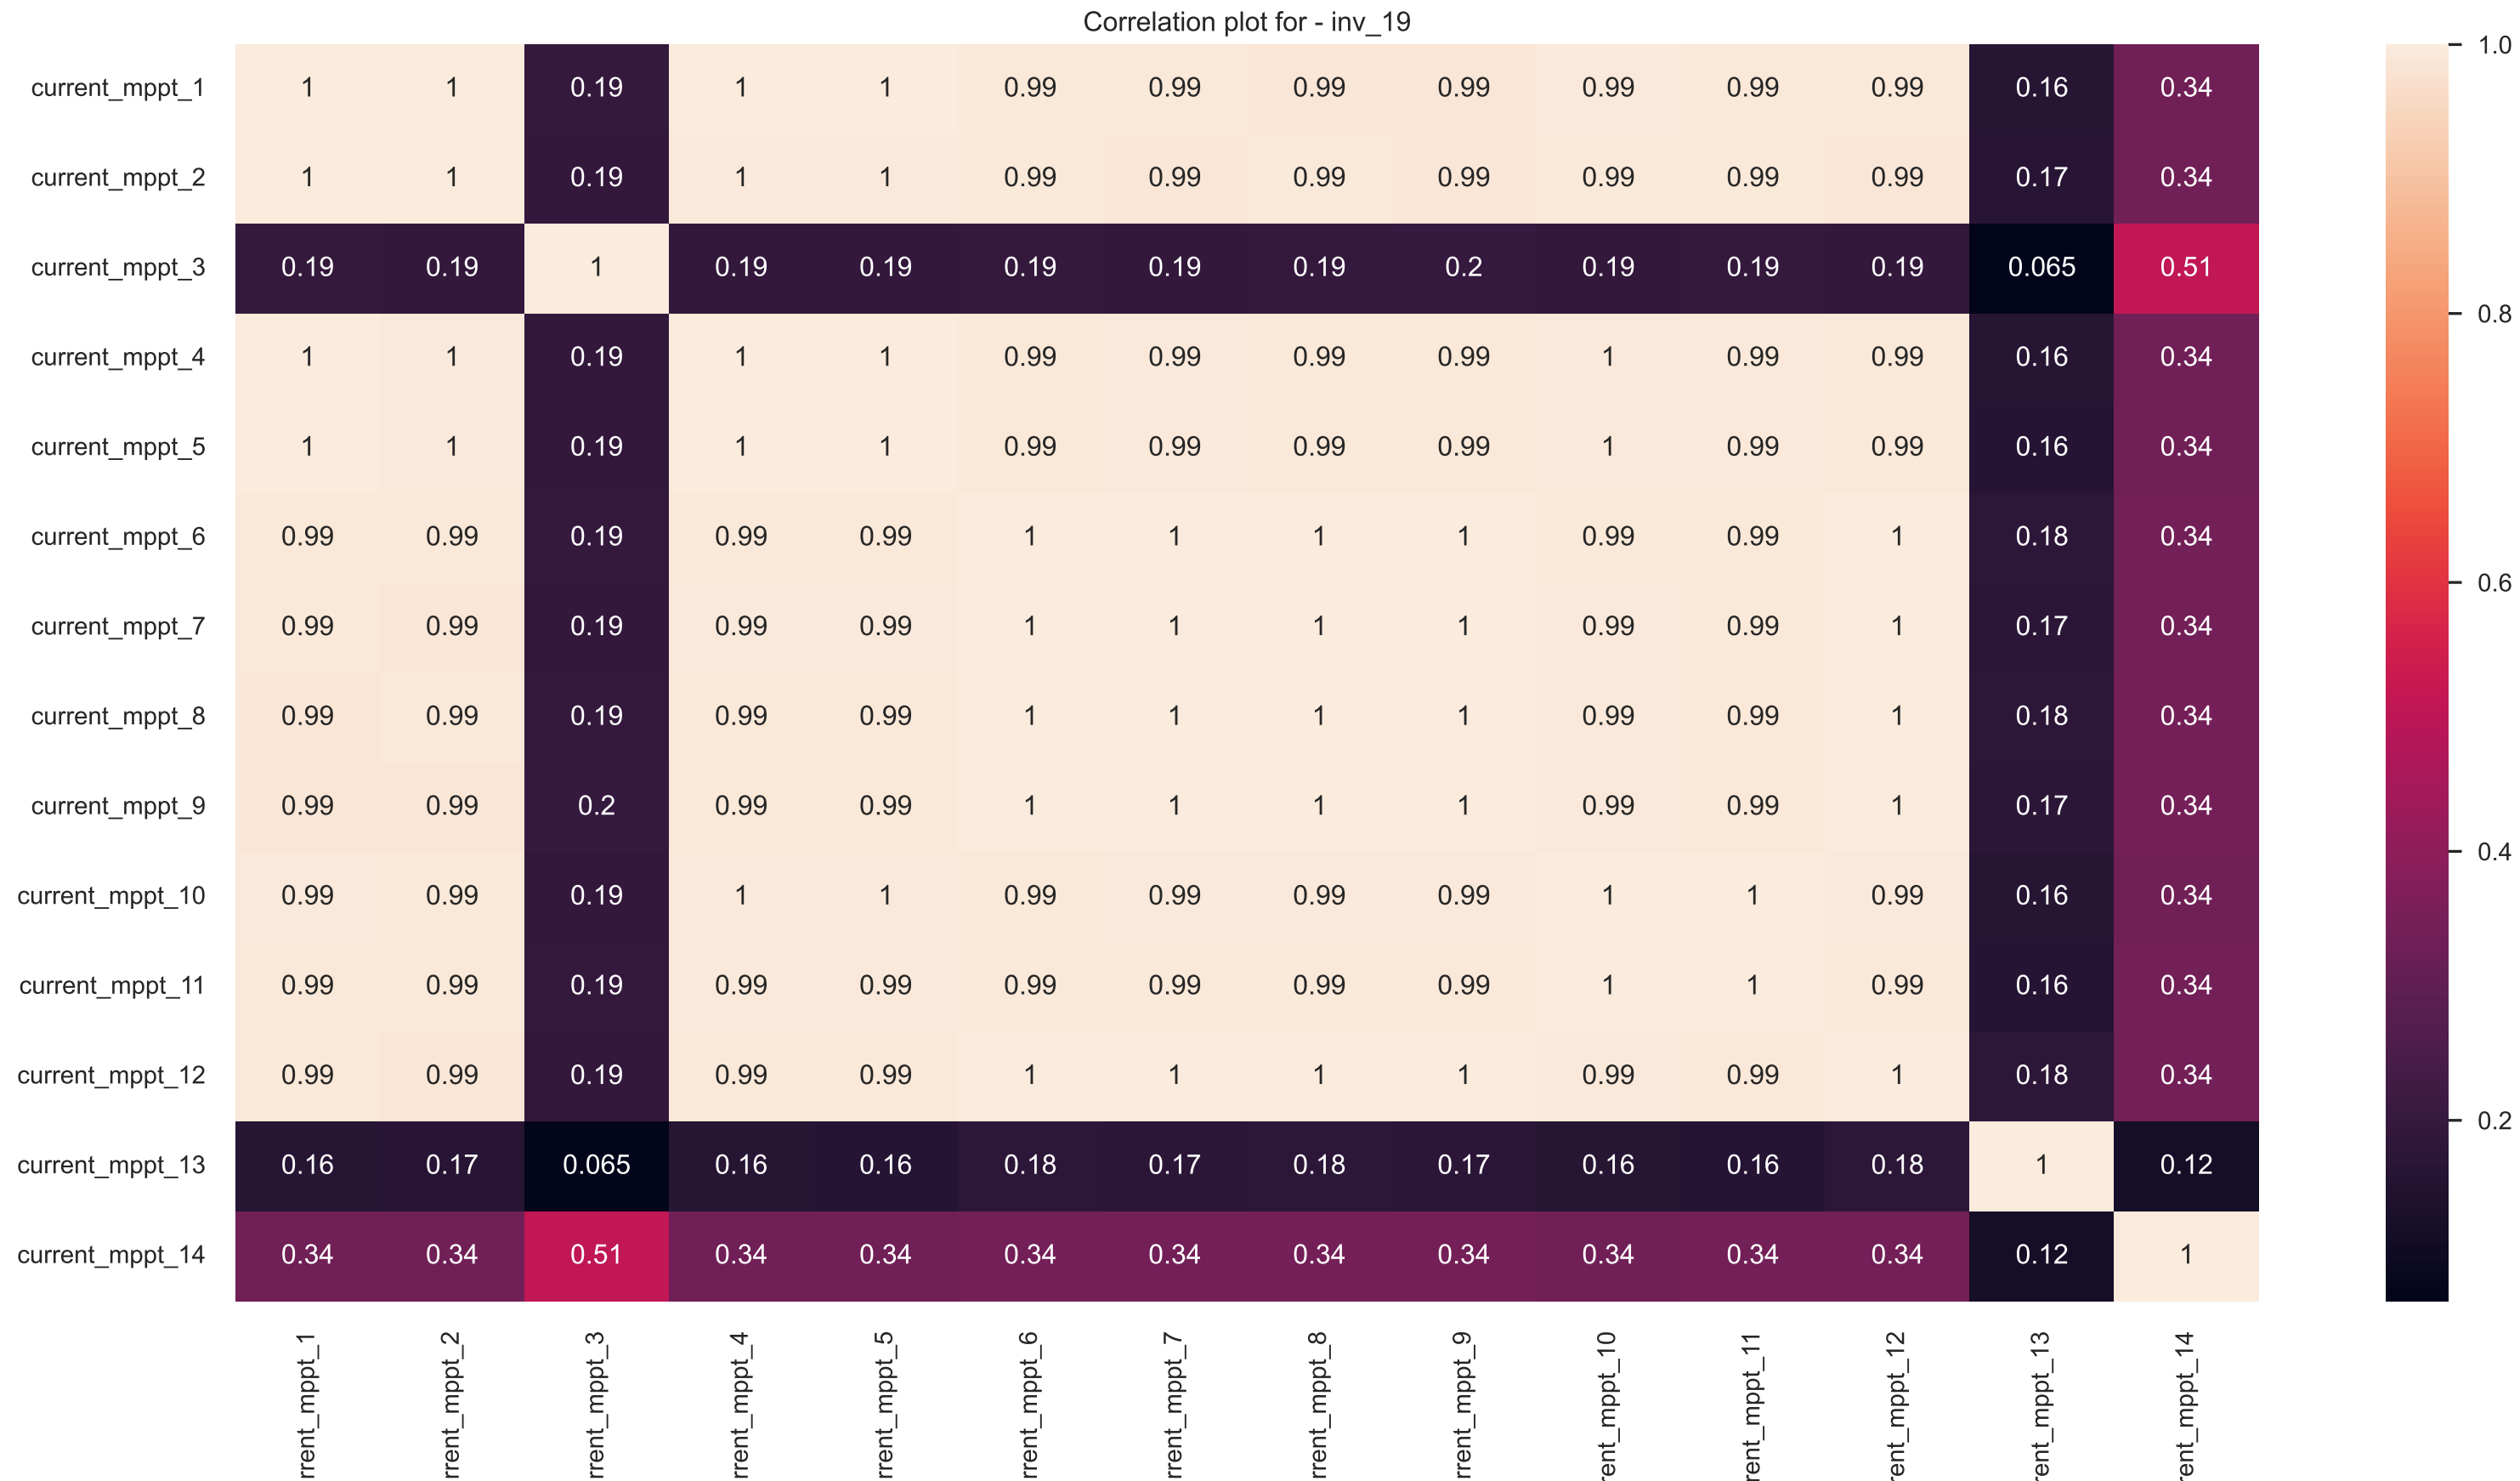 Correlation plot for - inv_19
current_mppt_1 1 1 0.19 1 1 0.99 0.99 0.99 0.99 0.99 0.99 0.99 0.16 0.34
current_mppt_2 1 1 0.19 1 1 0.99 0.99 0.99 0.99 0.99 0.99 0.99 0.17 0.34
current_mppt_3 0.19 0.19 1 0.19 0.19 0.19 0.19 0.19 0.2 0.19 0.19 0.19 0.065 0.51
current_mppt_4 1 1 0.19 1 1 0.99 0.99 0.99 0.99 1 0.99 0.99 0.16 0.34
current_mppt_5 1 1 0.19 1 1 0.99 0.99 0.99 0.99 1 0.99 0.99 0.16 0.34
current_mppt_6 0.99 0.99 0.19 0.99 0.99 1 1 1 1 0.99 0.99 1 0.18 0.34
current_mppt_7 0.99 0.99 0.19 0.99 0.99 1 1 1 1 0.99 0.99 1 0.17 0.34
current_mppt_8 0.99 0.99 0.19 0.99 0.99 1 1 1 1 0.99 0.99 1 0.18 0.34
current_mppt_9 0.99 0.99 0.2 0.99 0.99 1 1 1 1 0.99 0.99 1 0.17 0.34
current_mppt_10 0.99 0.99 0.19 1 1 0.99 0.99 0.99 0.99 1 1 0.99 0.16 0.34
current_mppt_11 0.99 0.99 0.19 0.99 0.99 0.99 0.99 0.99 0.99 1 1 0.99 0.16 0.34
current_mppt_12 0.99 0.99 0.19 0.99 0.99 1 1 1 1 0.99 0.99 1 0.18 0.34
current_mppt_13 0.16 0.17 0.065 0.16 0.16 0.18 0.17 0.18 0.17 0.16 0.16 0.18 1 0.12
current_mppt_14 0.34 0.34 0.51 0.34 0.34 0.34 0.34 0.34 0.34 0.34 0.34 0.34 0.12 1
rrent_mppt_1
rrent_mppt_2
rrent_mppt_3
rrent_mppt_4
rrent_mppt_5
rrent_mppt_6
rrent_mppt_7
rrent_mppt_8
rrent_mppt_9
rent_mppt_10
rent_mppt_11
rent_mppt_12
rent_mppt_13
rent_mppt_14
1.0
0.8
0.6
0.4
0.2